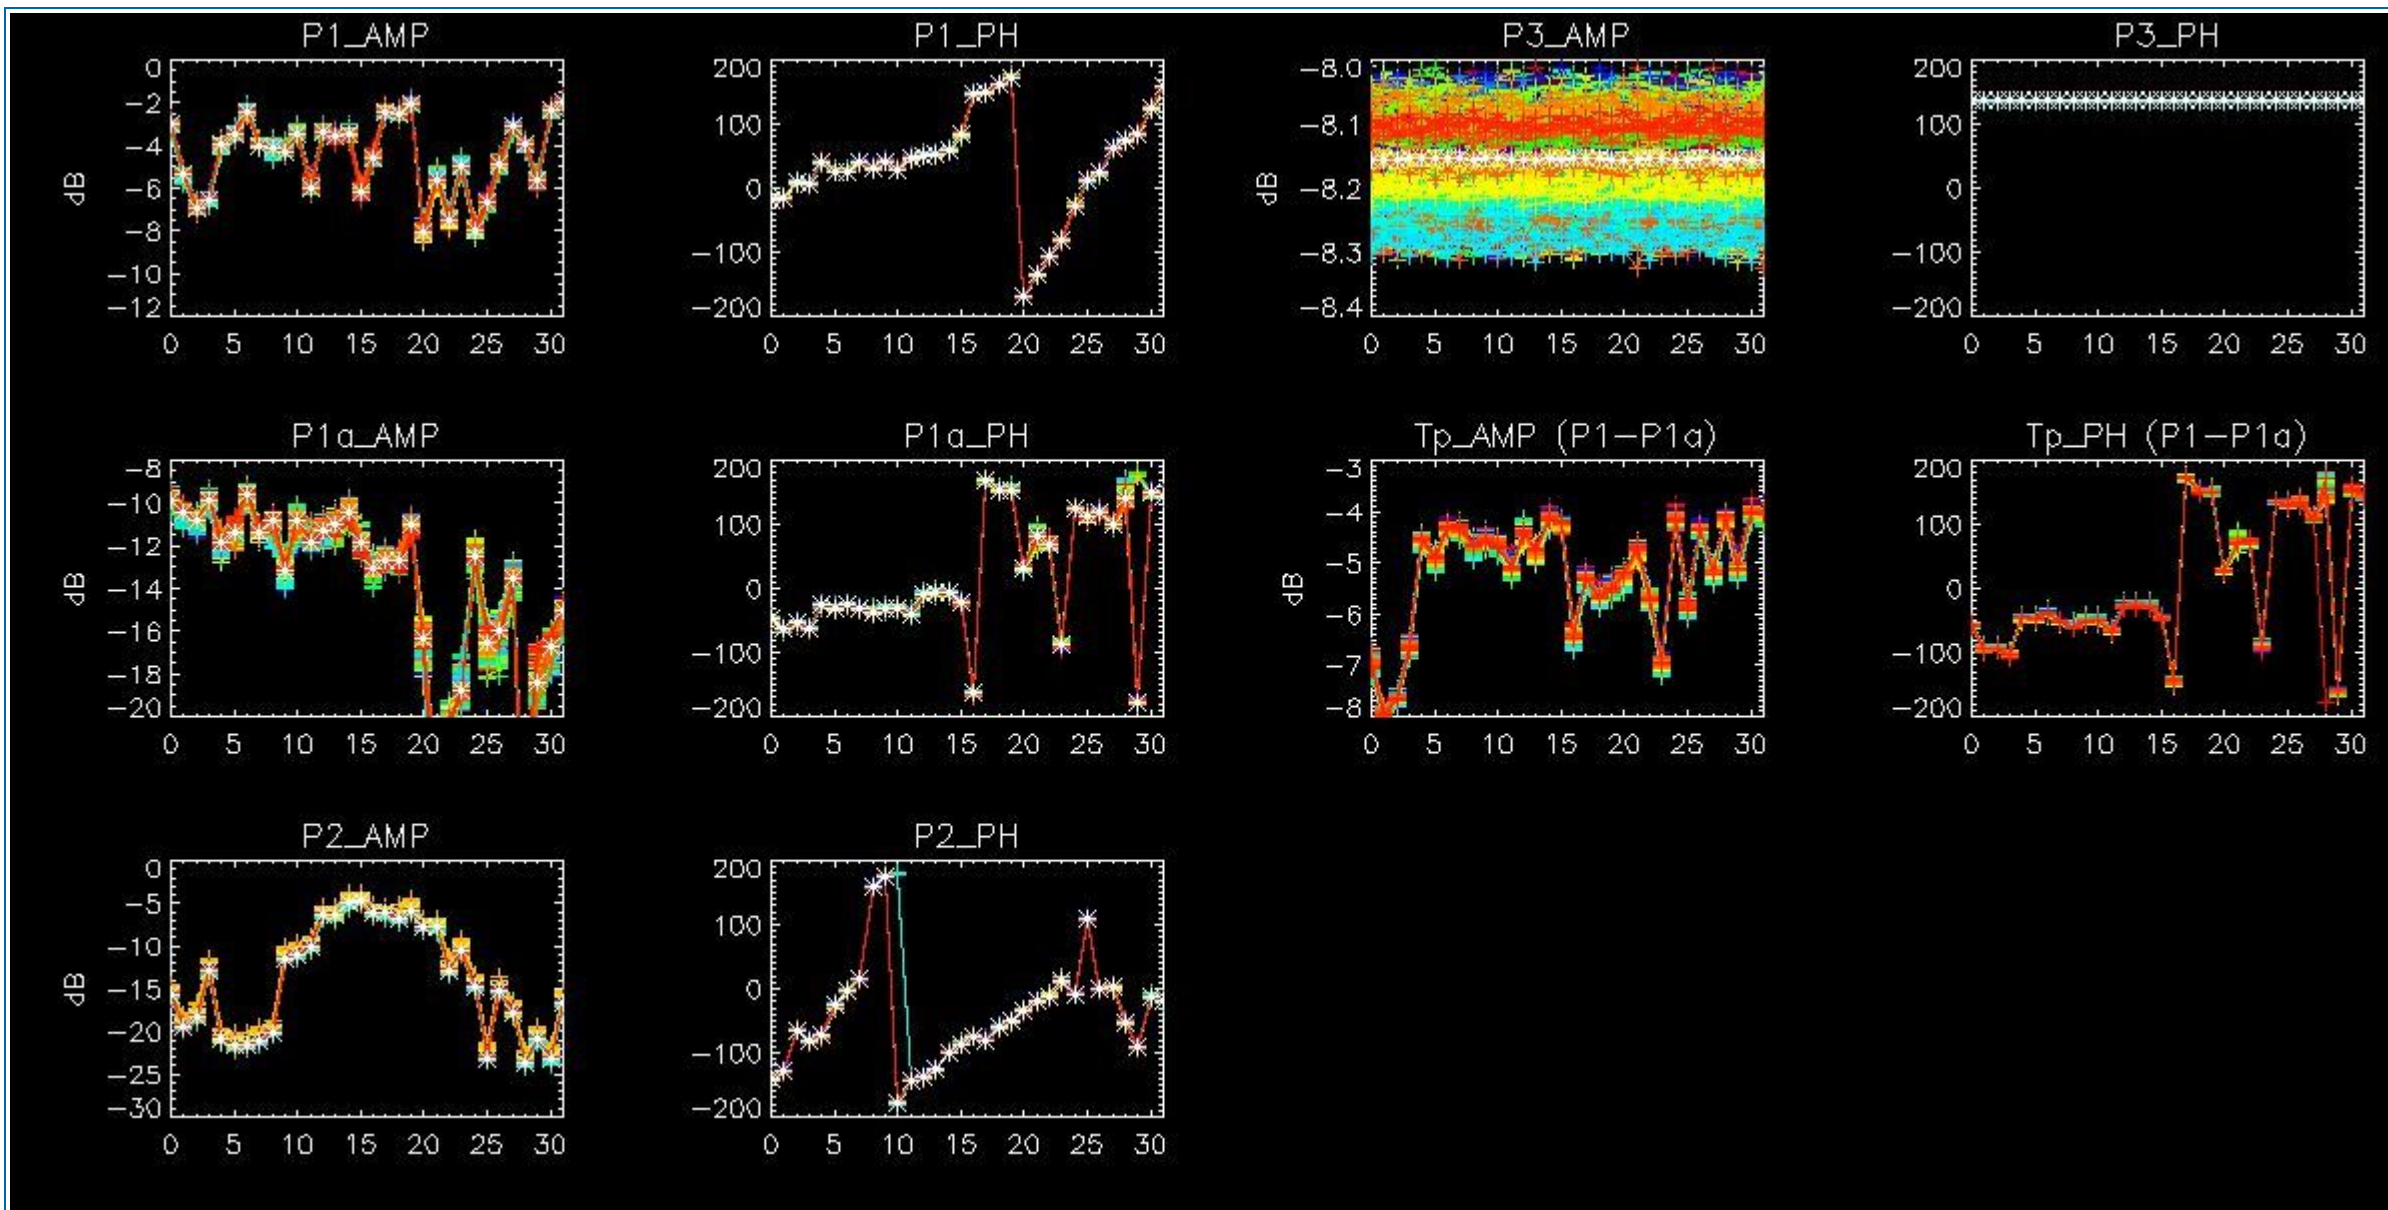 P1_AMP
P1_PH
P3_AMP
P3_PH
0
−2
−4
−6
−8
−10
−12
dB
0 5 10 15 20 25 30
200
100
0
−100
−200
0 5 10 15 20 25 30
−8.0
−8.1
−8.2
−8.3
−8.4
dB
0 5 10 15 20 25 30
200
100
0
−100
−200
0 5 10 15 20 25 30
P1a_AMP
P1a_PH
Tp_AMP (P1−P1a)
Tp_PH (P1−P1a)
−8
−10
−12
−14
−16
−18
−20
dB
0 5 10 15 20 25 30
200
100
0
−100
−200
0 5 10 15 20 25 30
−3
−4
−5
−6
−7
−8
dB
0 5 10 15 20 25 30
200
100
0
−100
−200
0 5 10 15 20 25 30
P2_AMP
P2_PH
0
−5
−10
−15
−20
−25
−30
dB
0 5 10 15 20 25 30
200
100
0
−100
−200
0 5 10 15 20 25 30